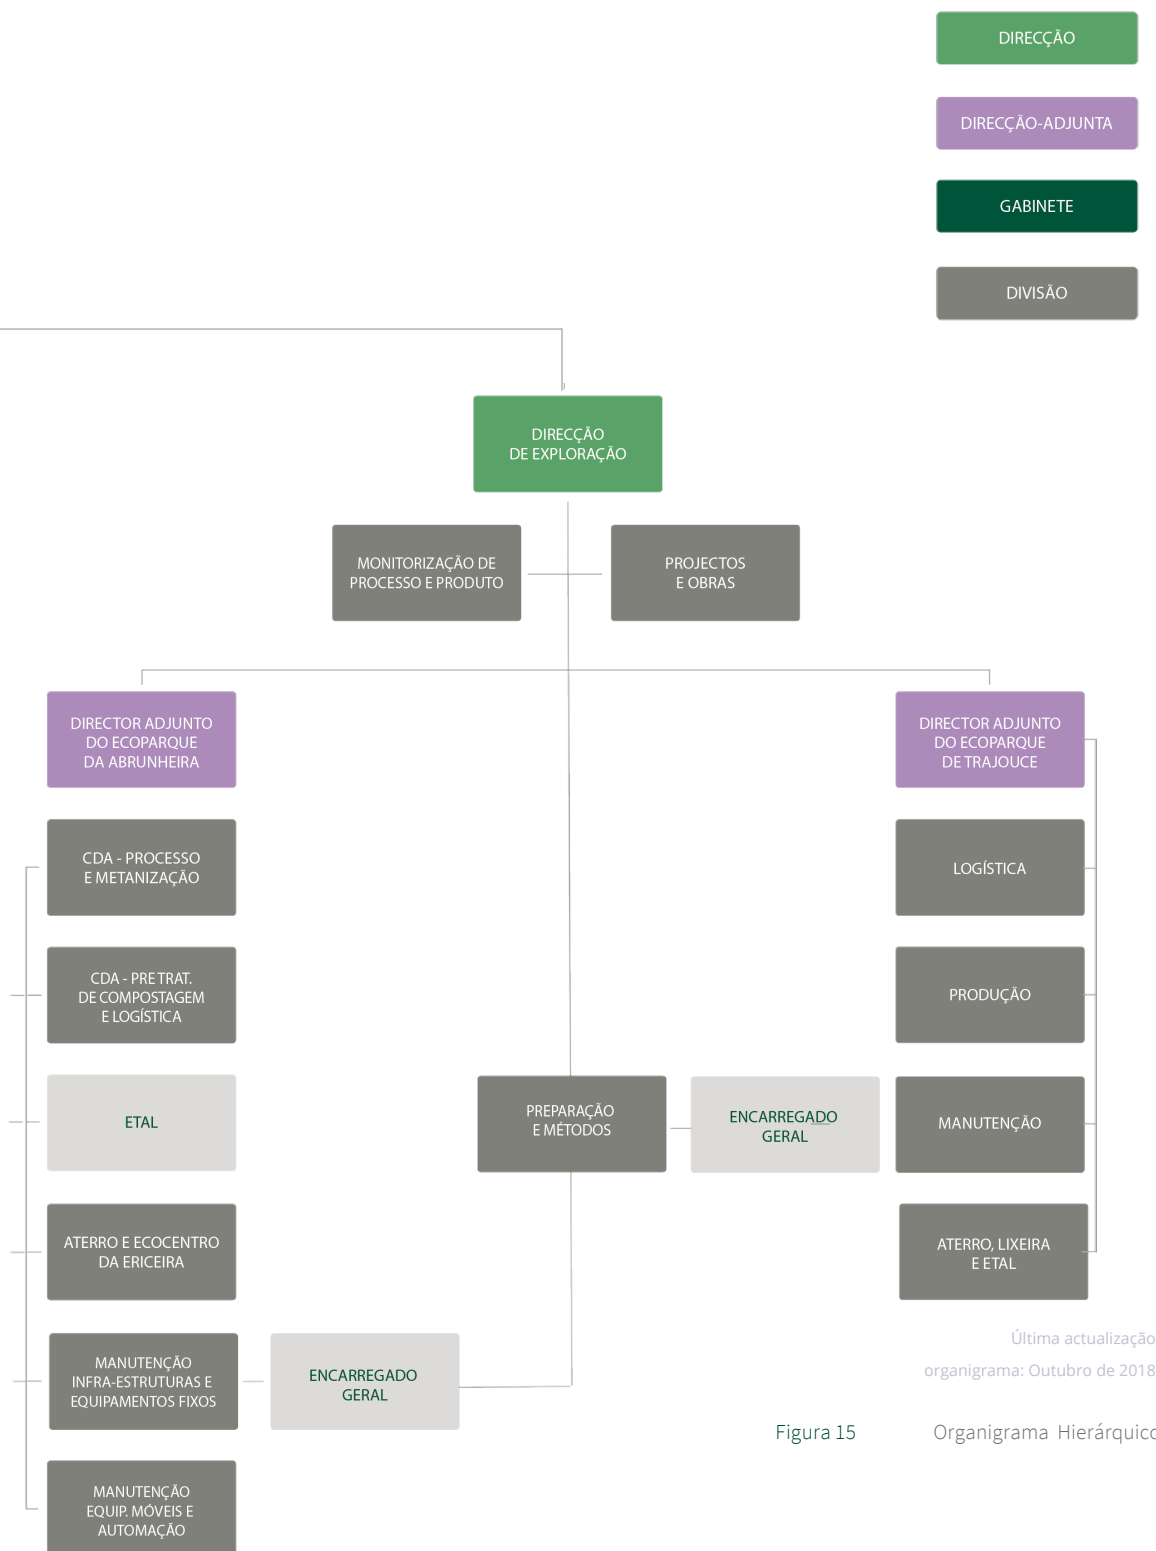 DIRECÇÃO
DIRECÇÃO-ADJUNTA
GABINETE
DIVISÃO
DIRECÇÃO
DE EXPLORAÇÃO
MONITORIZAÇÃO DE
PROCESSO E PRODUTO
PROJECTOS
E OBRAS
DIRECTOR ADJUNTO
DO ECOPARQUE
DA ABRUNHEIRA
CDA - PROCESSO
E METANIZAÇÃO
CDA - PRE TRAT.
DE COMPOSTAGEM
E LOGÍSTICA
ETAL
ATERRO E ECOCENTRO
DA ERICEIRA
MANUTENÇÃO
INFRA-ESTRUTURAS E
EQUIPAMENTOS FIXOS
ENCARREGADO
GERAL
MANUTENÇÃO
EQUIP. MÓVEIS E
AUTOMAÇÃO
PREPARAÇÃO
E MÉTODOS
ENCARREGADO
GERAL
DIRECTOR ADJUNTO
DO ECOPARQUE
DE TRAJOUCE
LOGÍSTICA
PRODUÇÃO
MANUTENÇÃO
ATERRO, LIXEIRA
E ETAL
Última actualização
organigrama: Outubro de 2018
Figura 15 Organigrama Hierárquico